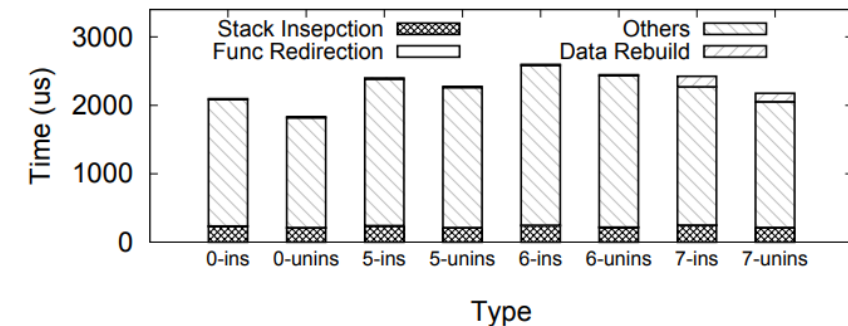 Stack Insepction Others
Func Redirection Data Rebuild
3000
2000
1000
0
Time (us)
0-ins 0-unins 5-ins 5-unins 6-ins 6-unins 7-ins 7-unins
Type